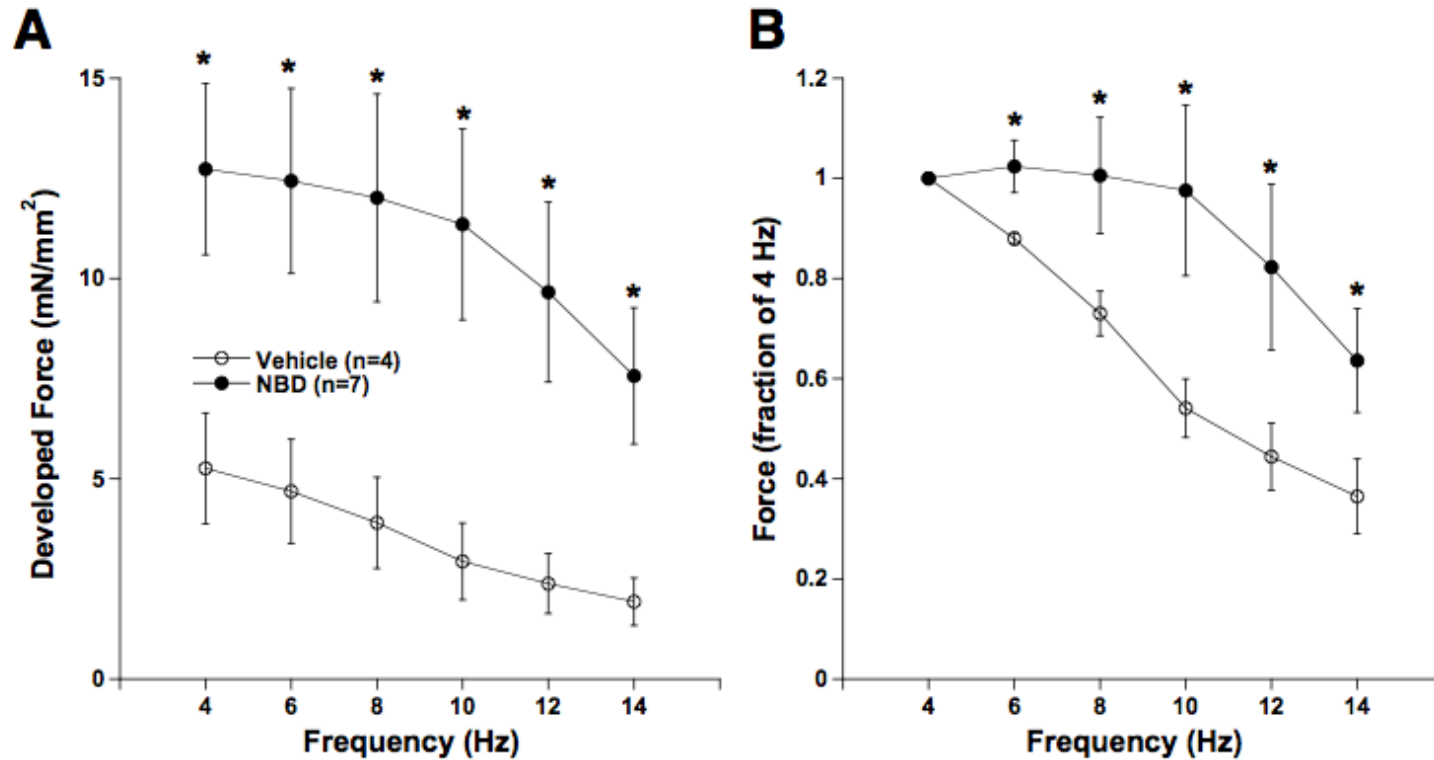 A
* * * * * *
15
10
5
0
Developed Force (mN/mm²)
Vehicle (n=4)
NBD (n=7)
4 6 8 10 12 14
Frequency (Hz)
B
* * * * *
1.2
1
0.8
0.6
0.4
0.2
0
Force (fraction of 4 Hz)
4 6 8 10 12 14
Frequency (Hz)